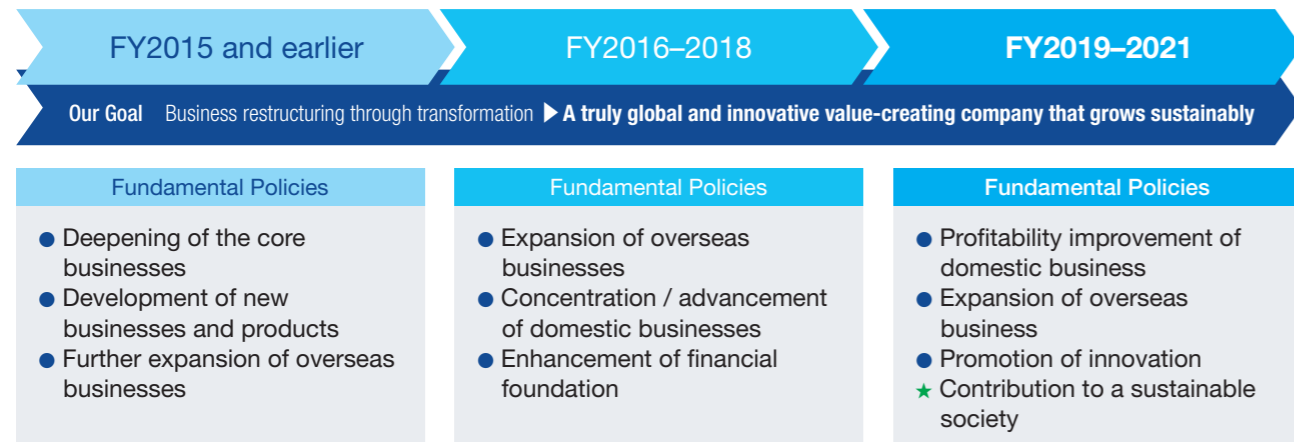 FY2015 and earlier
FY2016–2018
FY2019–2021
Our Goal Business restructuring through transformation ▶ A truly global and innovative value-creating company that grows sustainably
Fundamental Policies
● Deepening of the core
businesses
● Development of new
businesses and products
● Further expansion of overseas
businesses
Fundamental Policies
● Expansion of overseas
businesses
● Concentration / advancement
of domestic businesses
● Enhancement of financial
foundation
Fundamental Policies
● Profitability improvement of
domestic business
● Expansion of overseas
business
● Promotion of innovation
★ Contribution to a sustainable
society